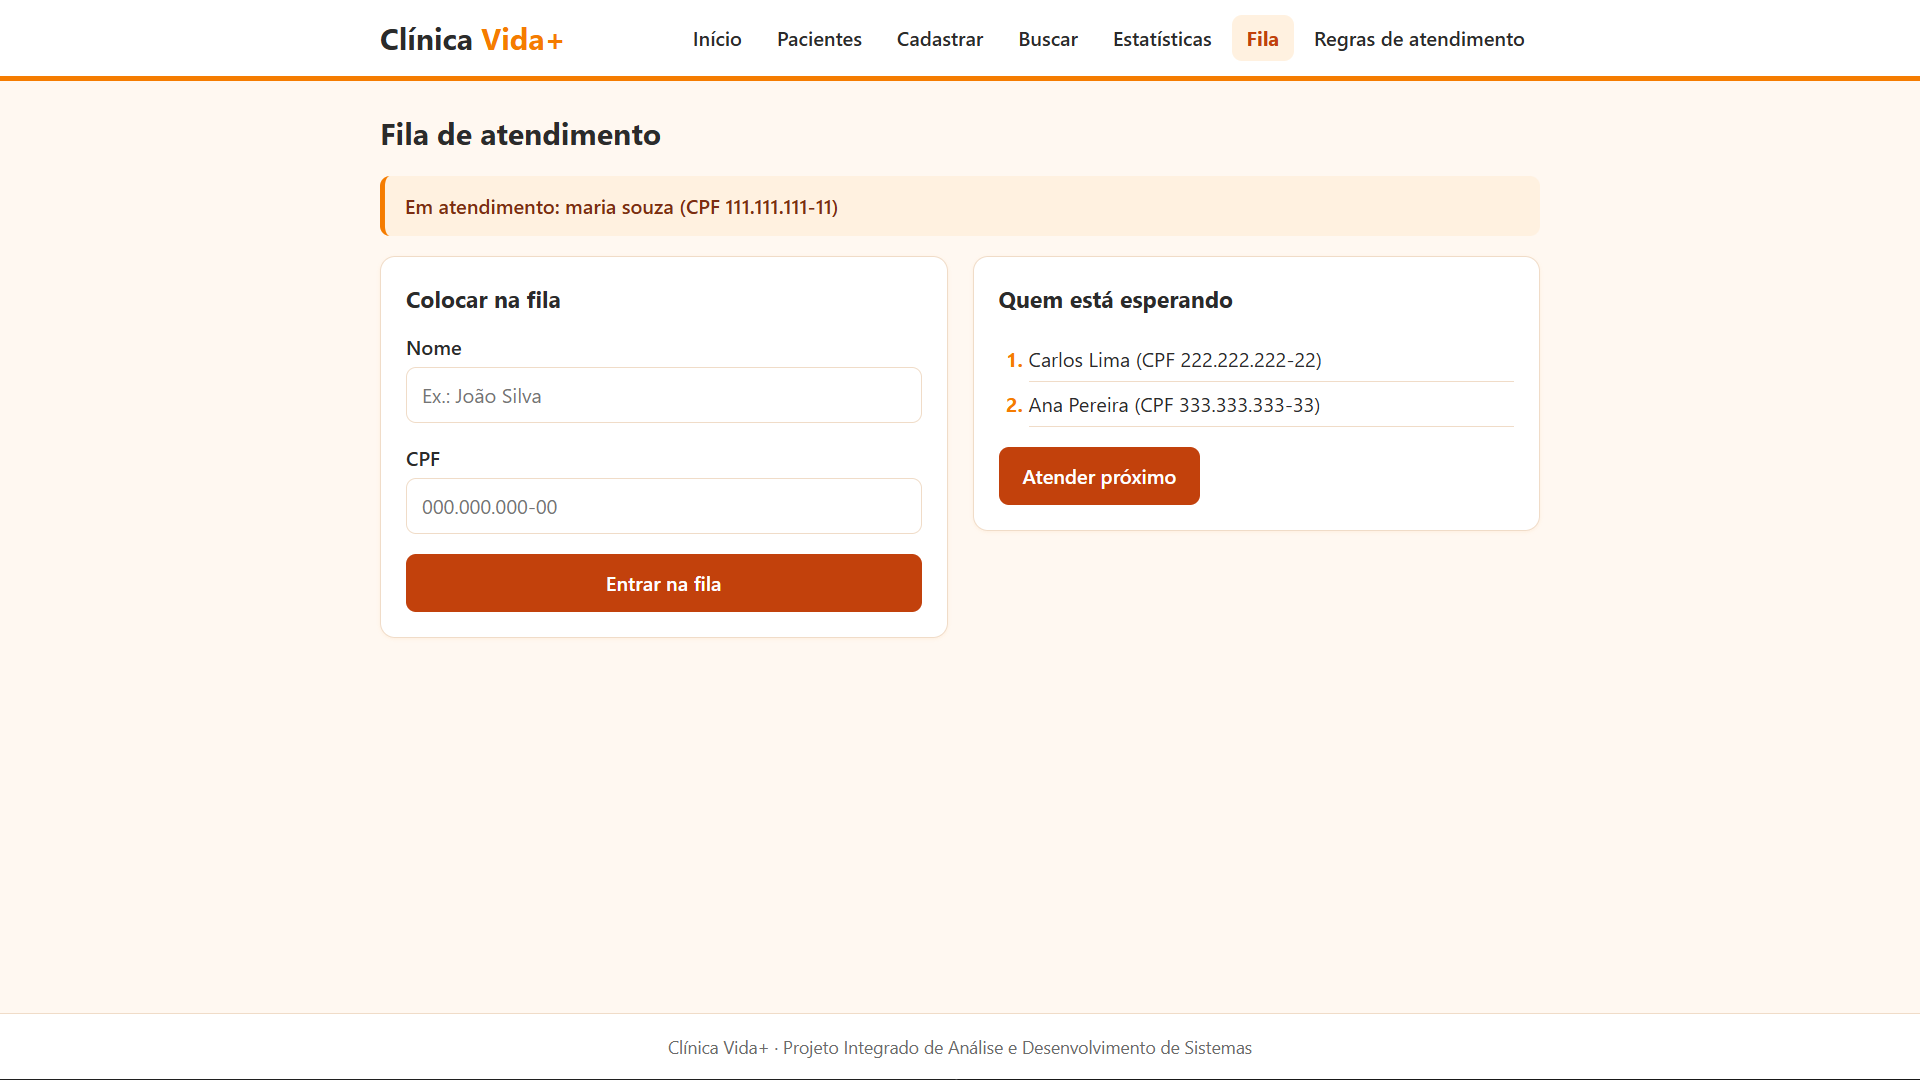 Clínica Vida+
Início Pacientes Cadastrar Buscar Estatísticas Fila Regras de atendimento
Fila de atendimento
Em atendimento: maria souza (CPF 111.111.111-11)
Colocar na fila
Nome
Ex.: João Silva
CPF
000.000.000-00
Entrar na fila
Quem está esperando
1. Carlos Lima (CPF 222.222.222-22)
2. Ana Pereira (CPF 333.333.333-33)
Atender próximo
Clínica Vida+ · Projeto Integrado de Análise e Desenvolvimento de Sistemas